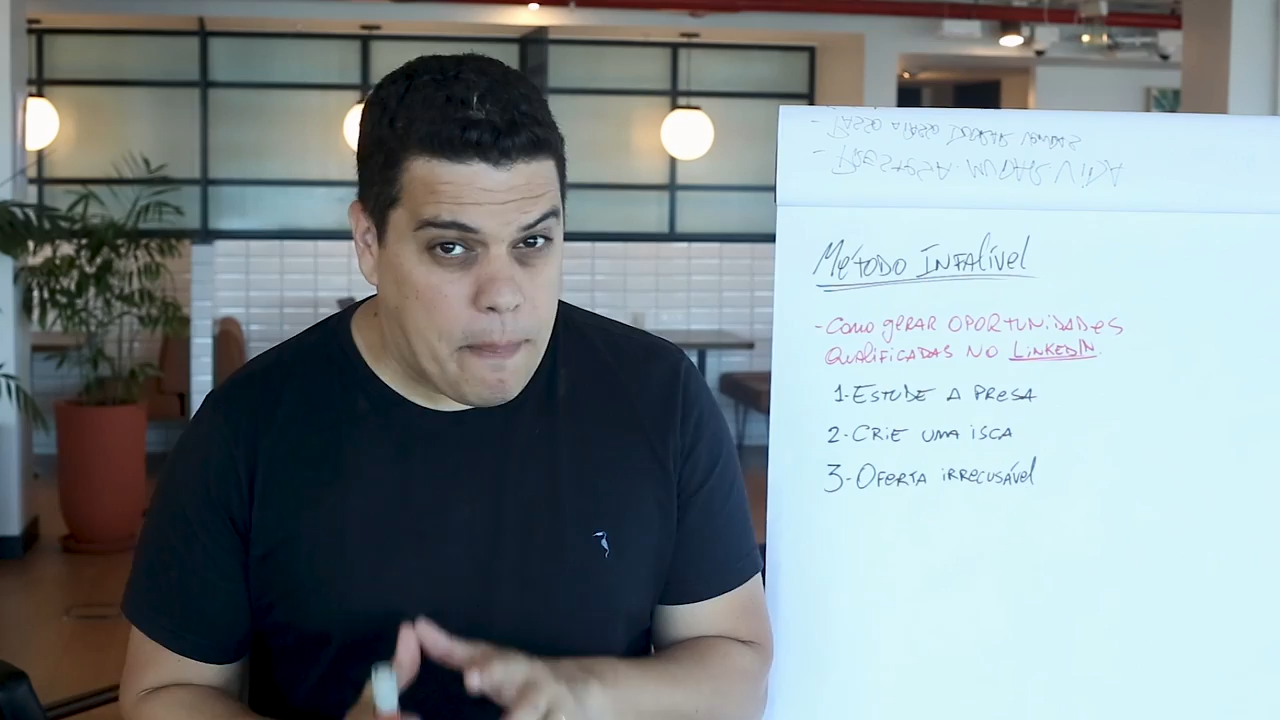 Método Infalível
- Como gerar oportunidades
qualificadas no LinkedIn.
1- Estude a presa
2- Crie uma isca
3- Oferta irrecusável